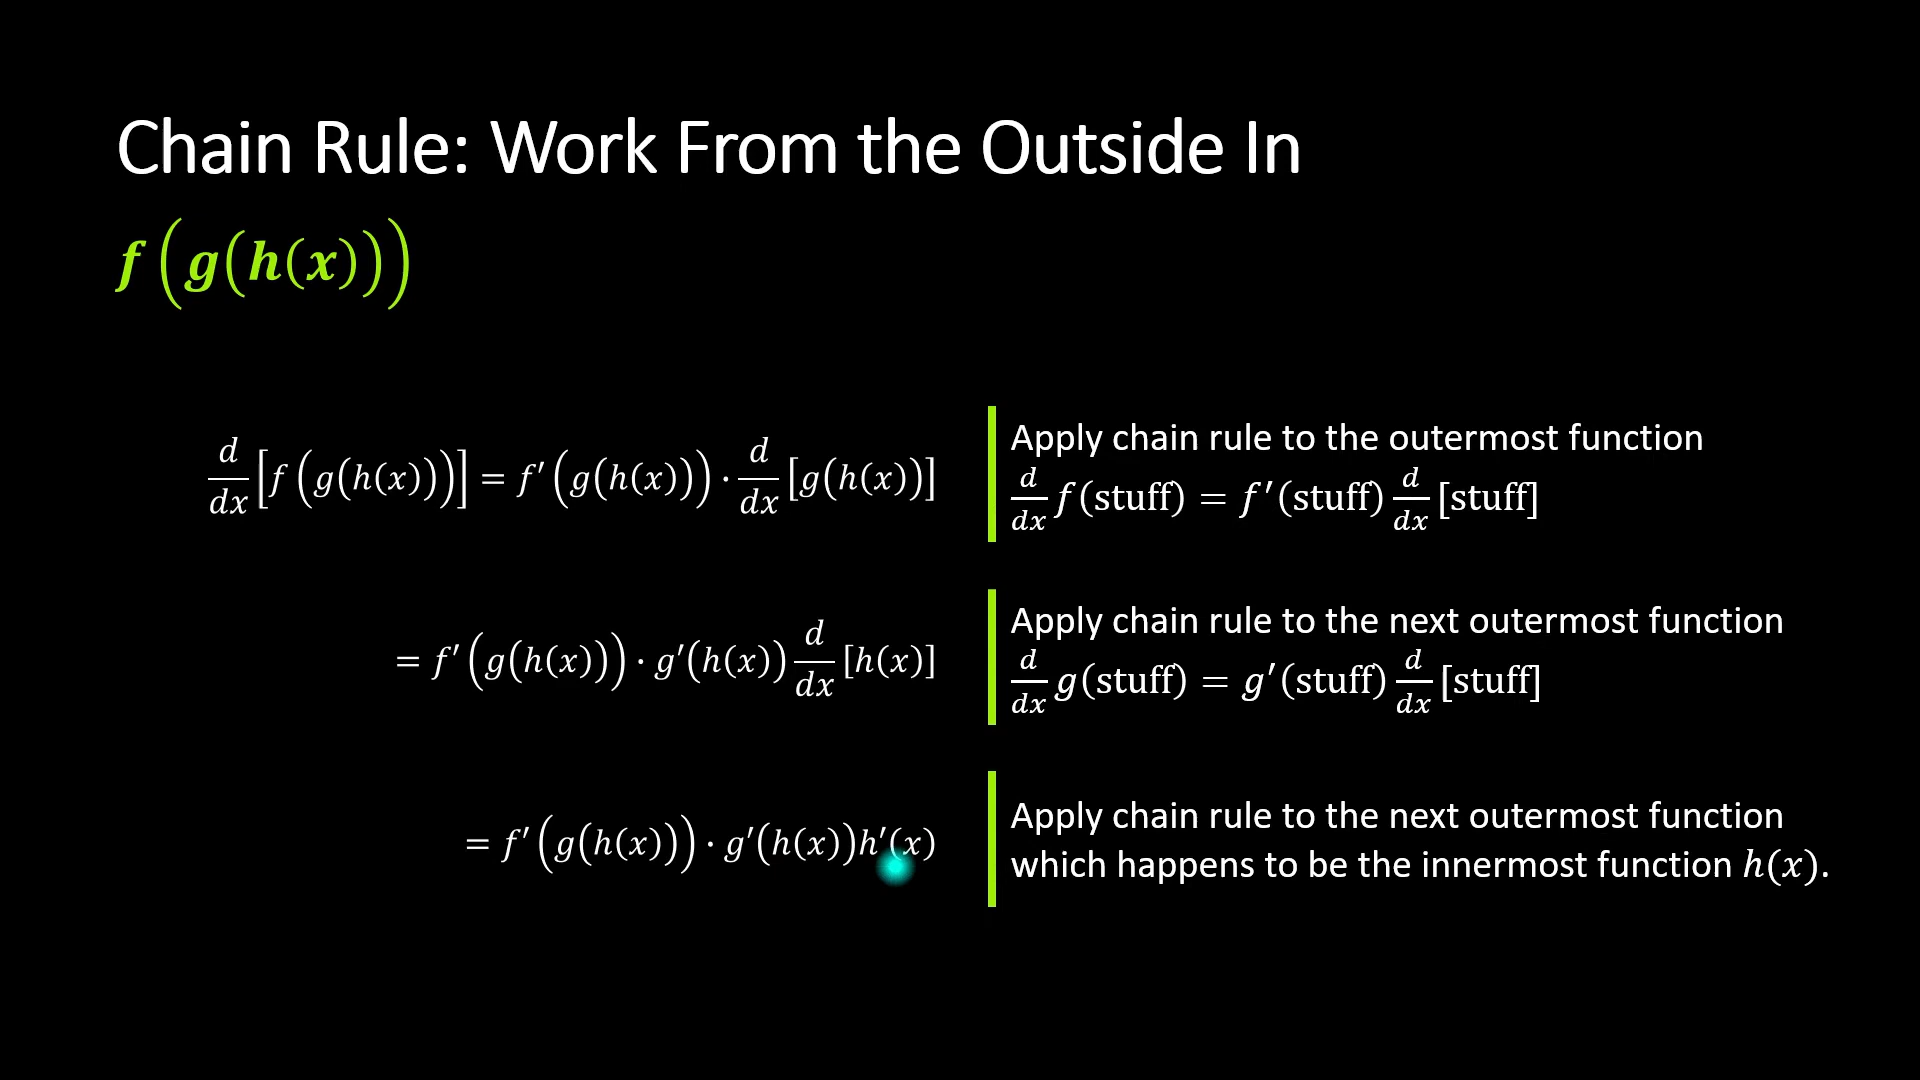 Chain Rule: Work From the Outside In
f(g(h(x)))
d/dx [f(g(h(x)))] = f′(g(h(x))) · d/dx [g(h(x))]
Apply chain rule to the outermost function
d/dx f(stuff) = f′(stuff) d/dx [stuff]
= f′(g(h(x))) · g′(h(x)) d/dx [h(x)]
Apply chain rule to the next outermost function
d/dx g(stuff) = g′(stuff) d/dx [stuff]
= f′(g(h(x))) · g′(h(x))h′(x)
Apply chain rule to the next outermost function
which happens to be the innermost function h(x).